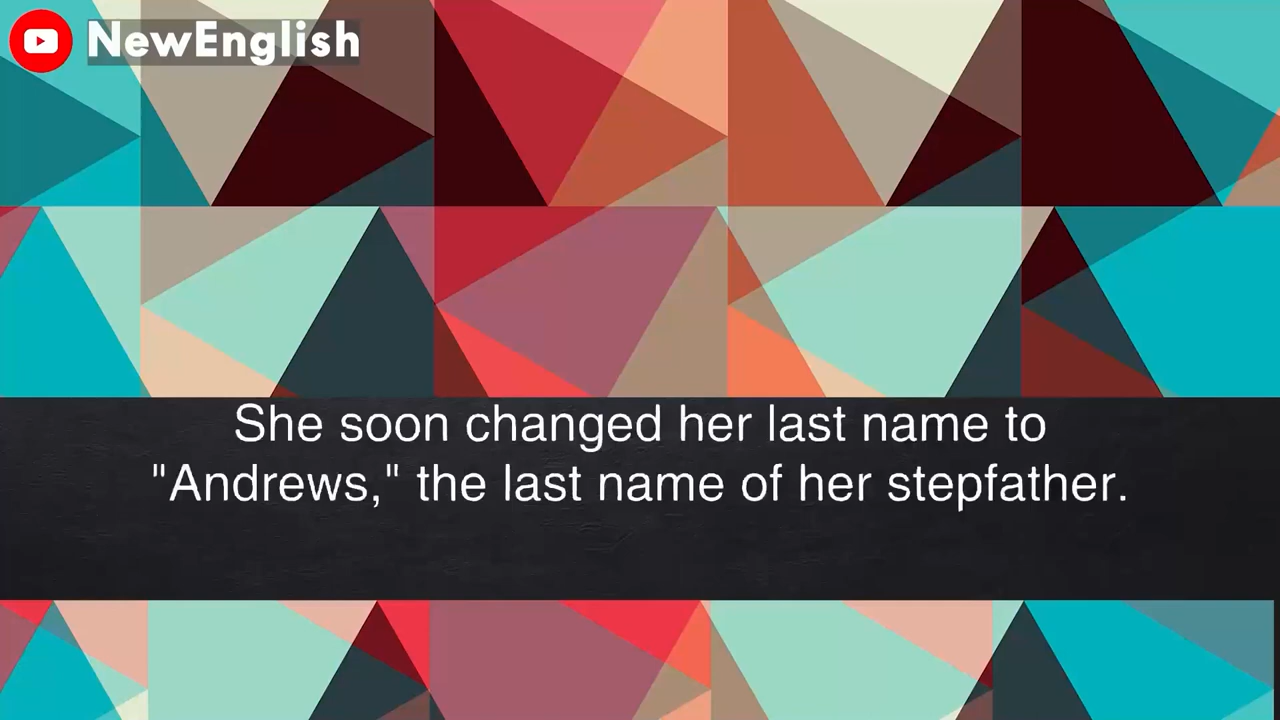 NewEnglish
She soon changed her last name to
"Andrews," the last name of her stepfather.